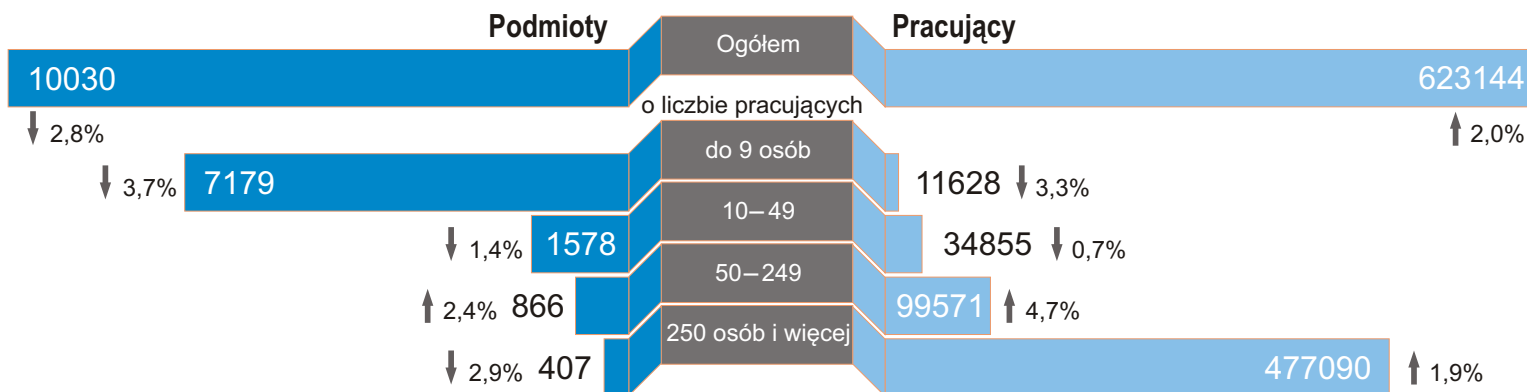 Podmioty Ogółem Pracujący
10030 623144
↓ 2,8% o liczbie pracujących ↑ 2,0%
do 9 osób
↓ 3,7% 7179 11628 ↓ 3,3%
10–49
↓ 1,4% 1578 34855 ↓ 0,7%
50–249
↑ 2,4% 866 99571 ↑ 4,7%
250 osób i więcej
↓ 2,9% 407 477090 ↑ 1,9%